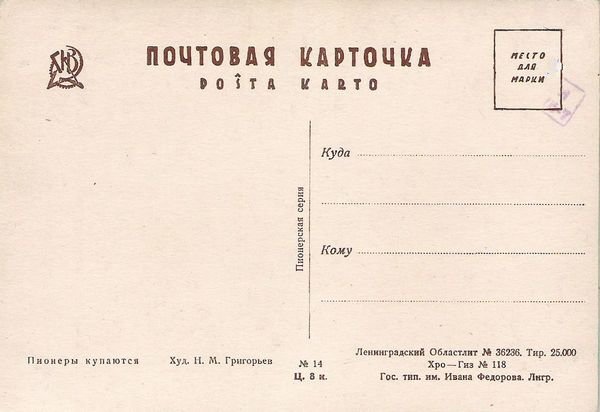 ПОЧТОВАЯ КАРТОЧКА
POŜTA KARTO
МЕСТО
ДЛЯ
МАРКИ
Куда
Кому
Пионерская серия
Пионеры купаются
Худ. Н. М. Григорьев
№ 14
Ц. 8 к.
Ленинградский Областлит № 36236. Тир. 25.000
Хро—Гиз № 118
Гос. тип. им. Ивана Федорова. Лнгр.